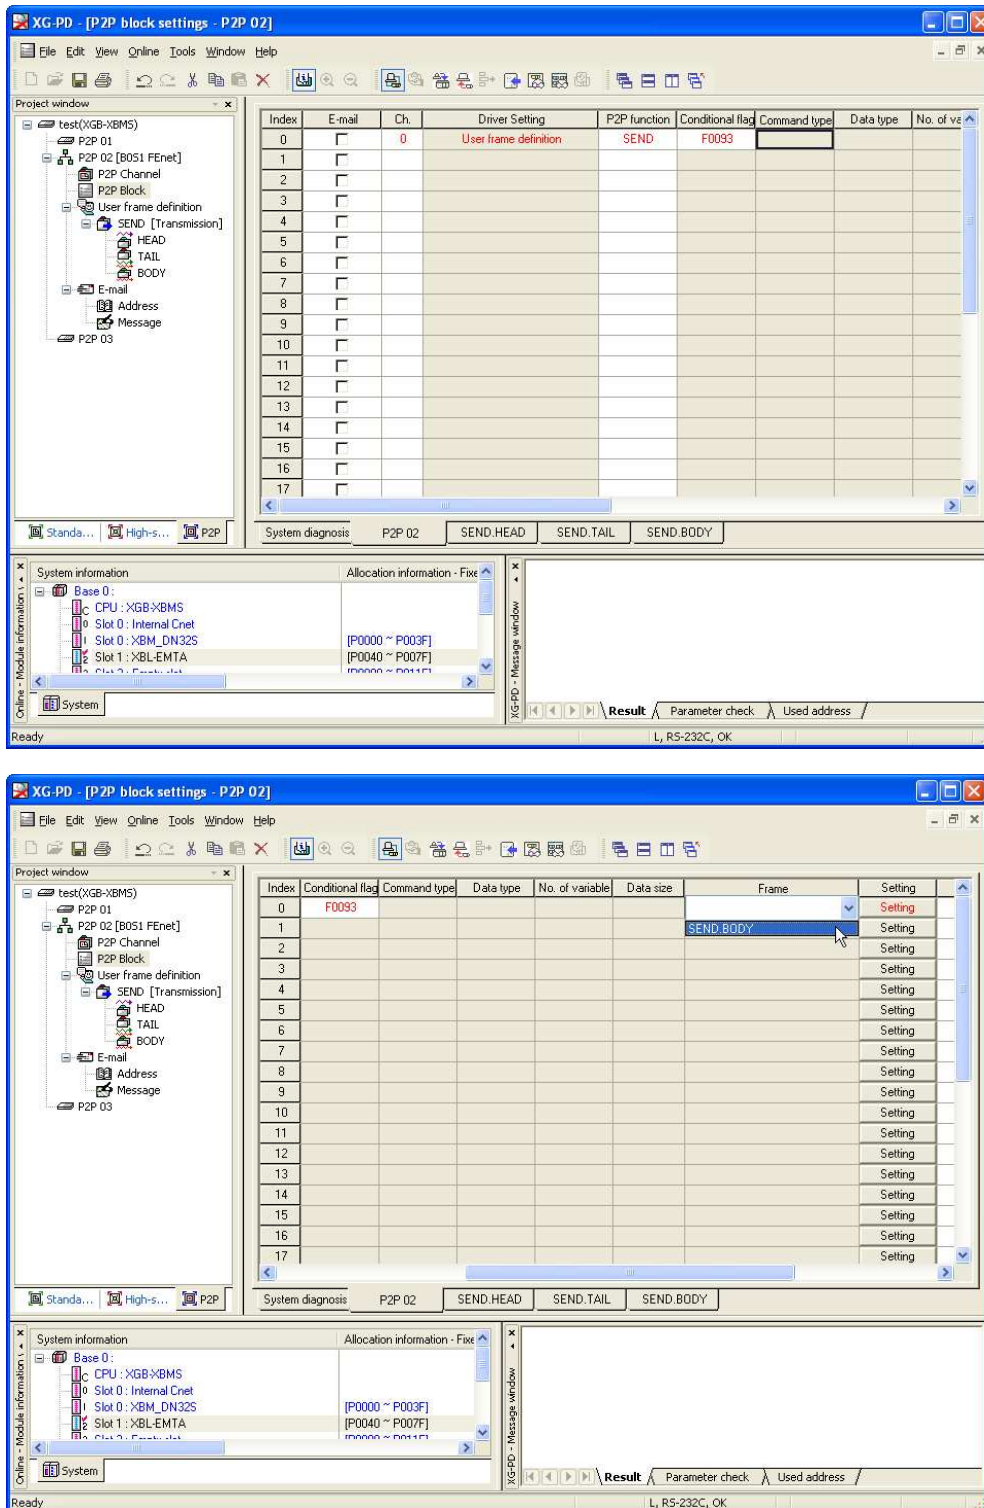 XG-PD - [P2P block settings - P2P 02]
File Edit View Online Tools Window Help
Project window
test(XGB-XBMS)
P2P 01
P2P 02 [B0S1 FEnet]
P2P Channel
P2P Block
User frame definition
SEND [Transmission]
HEAD
TAIL
BODY
E-mail
Address
Message
P2P 03
Standa... High-s... P2P
Index E-mail Ch. Driver Setting P2P function Conditional flag Command type Data type No. of va
0 0 User frame definition SEND F0093
1
2
3
4
5
6
7
8
9
10
11
12
13
14
15
16
17
System diagnosis P2P 02 SEND.HEAD SEND.TAIL SEND.BODY
Online - Module information
System information Allocation information - Fixe
Base 0 :
CPU : XGB-XBMS
Slot 0 : Internal Cnet
Slot 0 : XBM_DN32S [P0000 ~ P003F]
Slot 1 : XBL-EMTA [P0040 ~ P007F]
System
XG-PD - Message window
Result Parameter check Used address
Ready L, RS-232C, OK
XG-PD - [P2P block settings - P2P 02]
File Edit View Online Tools Window Help
Project window
test(XGB-XBMS)
P2P 01
P2P 02 [B0S1 FEnet]
P2P Channel
P2P Block
User frame definition
SEND [Transmission]
HEAD
TAIL
BODY
E-mail
Address
Message
P2P 03
Standa... High-s... P2P
Index Conditional flag Command type Data type No. of variable Data size Frame Setting
0 F0093 Setting
1 SEND.BODY Setting
2 Setting
3 Setting
4 Setting
5 Setting
6 Setting
7 Setting
8 Setting
9 Setting
10 Setting
11 Setting
12 Setting
13 Setting
14 Setting
15 Setting
16 Setting
17 Setting
System diagnosis P2P 02 SEND.HEAD SEND.TAIL SEND.BODY
Online - Module information
System information Allocation information - Fixe
Base 0 :
CPU : XGB-XBMS
Slot 0 : Internal Cnet
Slot 0 : XBM_DN32S [P0000 ~ P003F]
Slot 1 : XBL-EMTA [P0040 ~ P007F]
System
XG-PD - Message window
Result Parameter check Used address
Ready L, RS-232C, OK